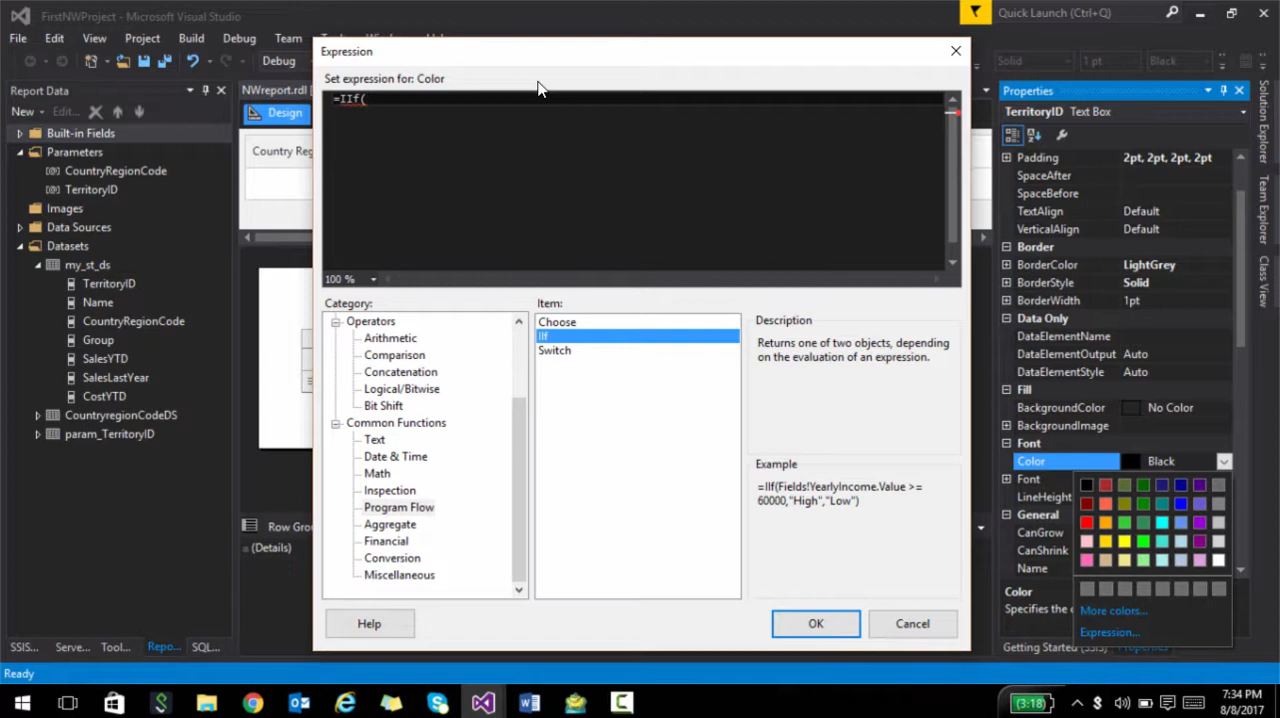 FirstNWProject - Microsoft Visual Studio
Quick Launch (Ctrl+Q)
File Edit View Project Build Debug Team
Debug
Solid 1 pt Black
Report Data
New Edit...
Built-in Fields
Parameters
CountryRegionCode
TerritoryID
Images
Data Sources
Datasets
my_st_ds
TerritoryID
Name
CountryRegionCode
Group
SalesYTD
SalesLastYear
CostYTD
CountryregionCodeDS
param_TerritoryID
SSIS... Serve... Tool... Repo... SQL...
NWreport.rdl
Design
Country Reg
Row Gro
(Details)
Expression
Set expression for: Color
=IIf(
100 %
Category:
Operators
Arithmetic
Comparison
Concatenation
Logical/Bitwise
Bit Shift
Common Functions
Text
Date & Time
Math
Inspection
Program Flow
Aggregate
Financial
Conversion
Miscellaneous
Item:
Choose
IIf
Switch
Description
Returns one of two objects, depending
on the evaluation of an expression.
Example
=IIf(Fields!YearlyIncome.Value >=
60000,"High","Low")
Help
OK
Cancel
Properties
TerritoryID Text Box
Padding 2pt, 2pt, 2pt, 2pt
SpaceAfter
SpaceBefore
TextAlign Default
VerticalAlign Default
Border
BorderColor LightGrey
BorderStyle Solid
BorderWidth 1pt
Data Only
DataElementName
DataElementOutput Auto
DataElementStyle Auto
Fill
BackgroundColor No Color
BackgroundImage
Font
Color Black
Font
LineHeight
General
CanGrow
CanShrink
Name
More colors...
Expression...
Color
Specifies the c
Getting Started (SSIS) Properties
Solution Explorer
Team Explorer
Class View
Ready
(3:18)
7:34 PM
8/8/2017